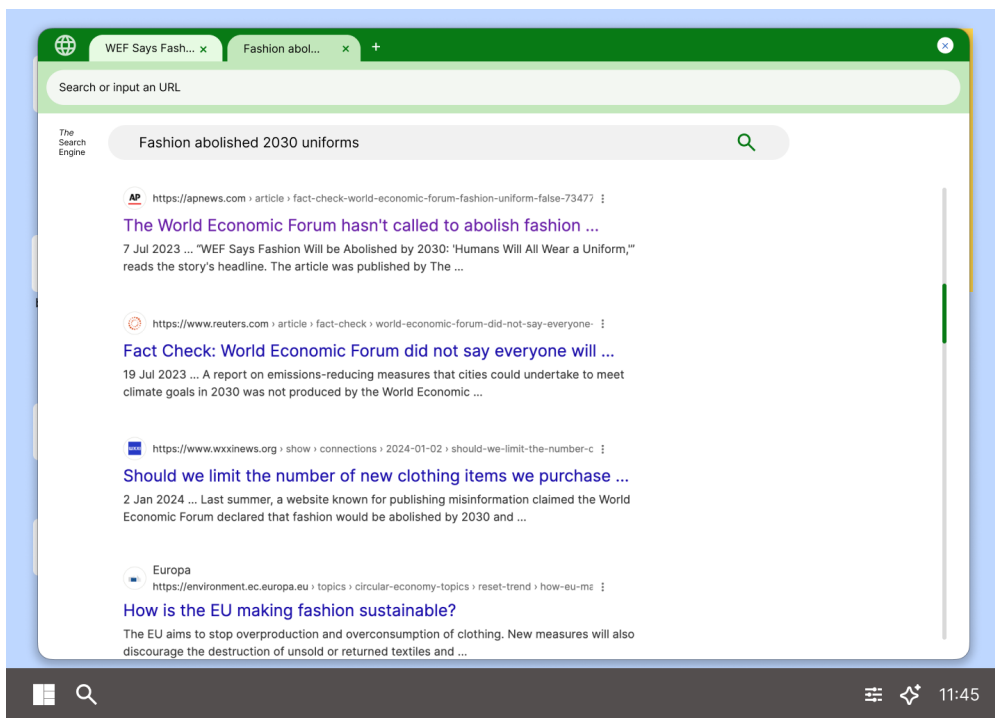 WEF Says Fash... × Fashion abol... × +
Search or input an URL
The
Search
Engine
Fashion abolished 2030 uniforms
AP https://apnews.com › article › fact-check-world-economic-forum-fashion-uniform-false-73477
The World Economic Forum hasn't called to abolish fashion ...
7 Jul 2023 ... “WEF Says Fashion Will be Abolished by 2030: 'Humans Will All Wear a Uniform,'”
reads the story's headline. The article was published by The ...
https://www.reuters.com › article › fact-check › world-economic-forum-did-not-say-everyone-
Fact Check: World Economic Forum did not say everyone will ...
19 Jul 2023 ... A report on emissions-reducing measures that cities could undertake to meet
climate goals in 2030 was not produced by the World Economic ...
https://www.wxxinews.org › show › connections › 2024-01-02 › should-we-limit-the-number-c
Should we limit the number of new clothing items we purchase ...
2 Jan 2024 ... Last summer, a website known for publishing misinformation claimed the World
Economic Forum declared that fashion would be abolished by 2030 and ...
Europa
https://environment.ec.europa.eu › topics › circular-economy-topics › reset-trend › how-eu-ma
How is the EU making fashion sustainable?
The EU aims to stop overproduction and overconsumption of clothing. New measures will also
discourage the destruction of unsold or returned textiles and ...
11:45